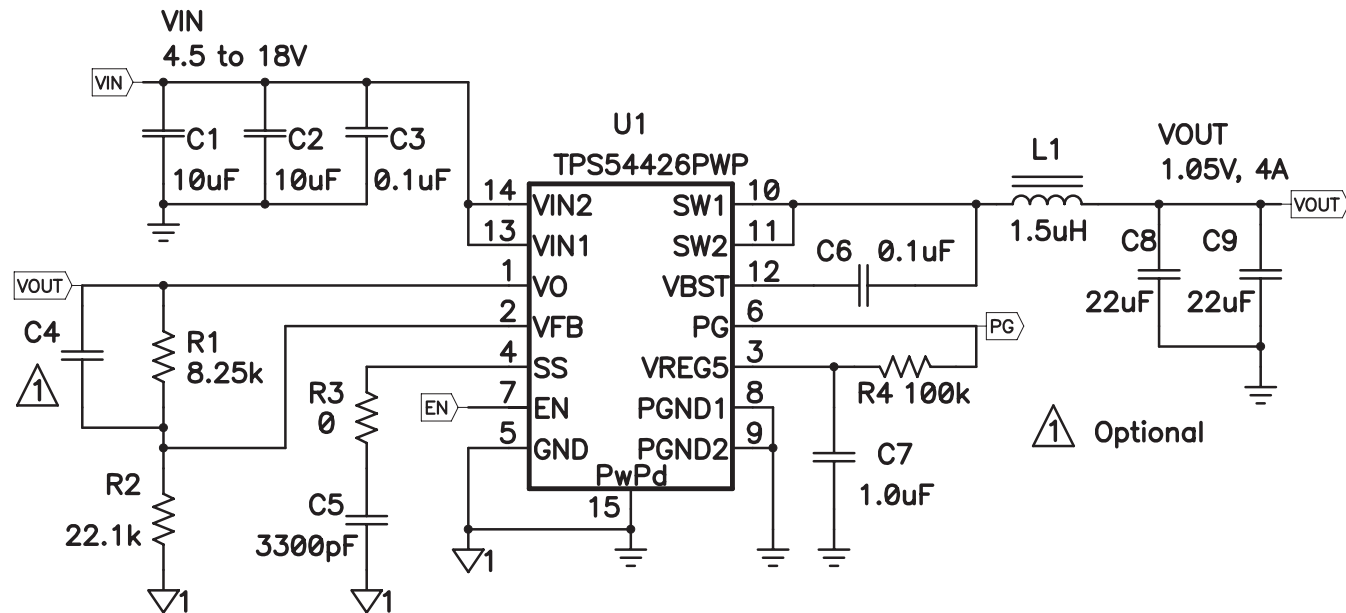 VIN
4.5 to 18V
VIN
C1
10uF
C2
10uF
C3
0.1uF
U1
TPS54426PWP
14
VIN2
13
VIN1
1
VO
2
VFB
4
SS
7
EN
5
GND
PwPd
15
SW1
10
SW2
11
VBST
12
PG
6
VREG5
3
PGND1
8
PGND2
9
L1
1.5uH
VOUT
1.05V, 4A
VOUT
C6
0.1uF
C8
22uF
C9
22uF
PG
R4 100k
C7
1.0uF
1 Optional
VOUT
C4
1
R1
8.25k
R2
22.1k
R3
0
EN
C5
3300pF
1
1
1